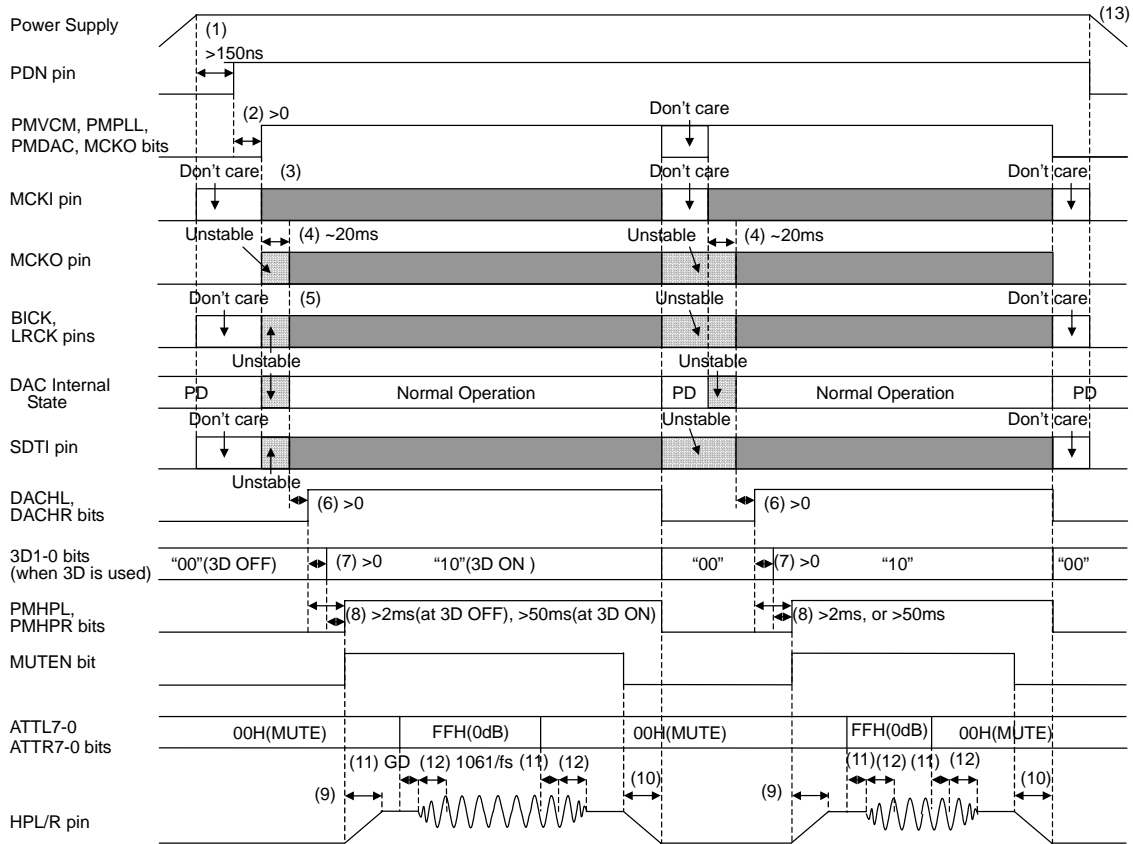 Power Supply
(1)
(13)
>150ns
PDN pin
(2) >0
Don't care
PMVCM, PMPLL,
PMDAC, MCKO bits
Don't care
(3)
Don't care
Don't care
MCKI pin
Unstable
(4) ~20ms
Unstable
(4) ~20ms
MCKO pin
Don't care
(5)
Unstable
Don't care
BICK,
LRCK pins
Unstable
Unstable
DAC Internal
State
PD
Normal Operation
PD
Normal Operation
PD
Don't care
Unstable
Don't care
SDTI pin
Unstable
DACHL,
DACHR bits
(6) >0
(6) >0
3D1-0 bits
(when 3D is used)
“00”(3D OFF)
(7) >0
“10”(3D ON )
“00”
(7) >0
“10”
“00”
PMHPL,
PMHPR bits
(8) >2ms(at 3D OFF), >50ms(at 3D ON)
(8) >2ms, or >50ms
MUTEN bit
ATTL7-0
ATTR7-0 bits
00H(MUTE)
FFH(0dB)
00H(MUTE)
FFH(0dB)
00H(MUTE)
(11) GD
(12) 1061/fs
(11)
(12)
(11)
(12)
(11)
(12)
(9)
(10)
(9)
(10)
HPL/R pin